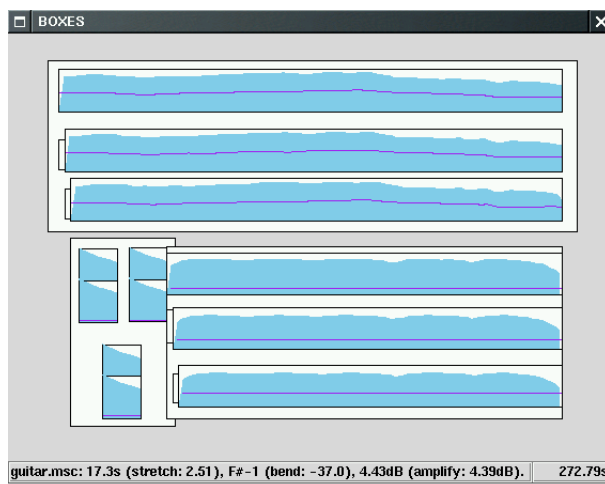 BOXES
guitar.msc: 17.3s (stretch: 2.51), F#-1 (bend: -37.0), 4.43dB (amplify: 4.39dB). 272.79s